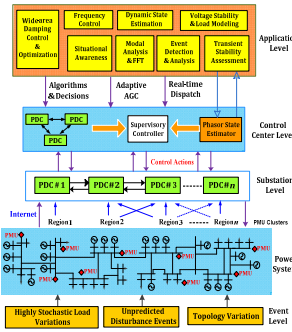 Widearea
Damping
Control
&
Optimization
Frequency
Control
Dynamic State
Estimation
Voltage Stability
& Load Modeling
Situational
Awareness
Modal
Analysis
& FFT
Event
Detection &
Analysis
Transient
Stability
Assessment
Application
Level
Algorithms
& Decisions
Adaptive
AGC
Real-time
Dispatch
PDC
PDC
PDC
Supervisory
Controller
Phasor State
Estimator
Control
Center Level
Control Actions
PDC# 1
PDC#2
PDC#3
PDC#n
Substation
Level
Internet
Region1
Region2
Region3
Region n
PMU Clusters
PMU
PMU
PMU
PMU
PMU
PMU
PMU
PMU
Power
System
Highly Stochastic Load
Variations
Unpredicted
Disturbance Events
Topology Variation
Event
Level